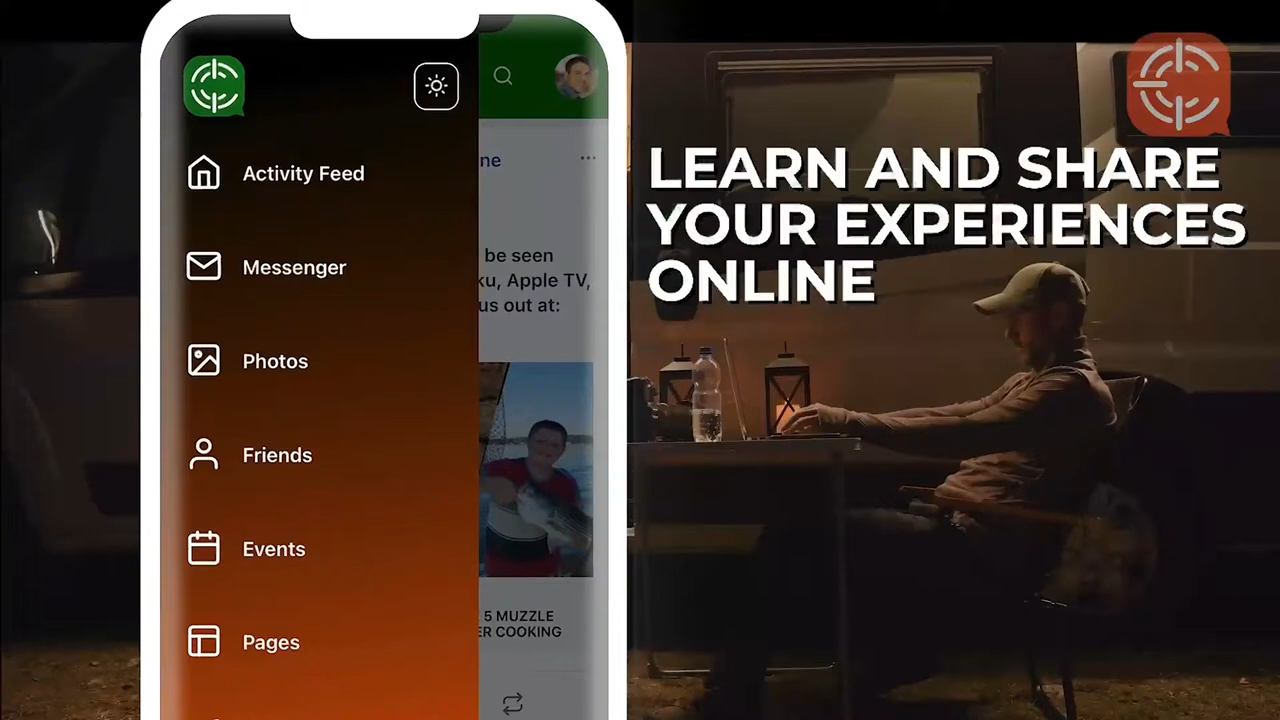 Activity Feed
Messenger
Photos
Friends
Events
Pages
ne
be seen
ku, Apple TV,
us out at:
5 MUZZLE
ER COOKING
LEARN AND SHARE
YOUR EXPERIENCES
ONLINE